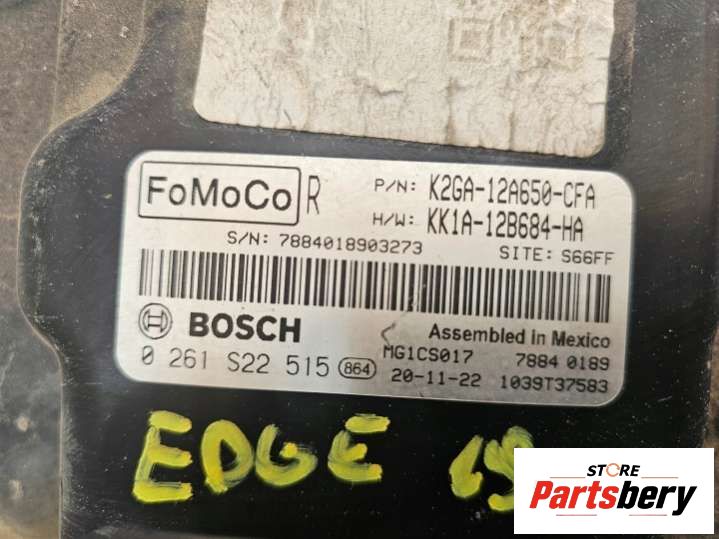 FoMoCo R P/N: K2GA-12A650-CFA
H/W: KK1A-12B684-HA
S/N: 7884018903273 SITE: S66FF
BOSCH Assembled in Mexico
MG1CS017 7884 0189
0 261 S22 515 864 20-11-22 1039T37583
EDGE 19
STORE
Partsbery